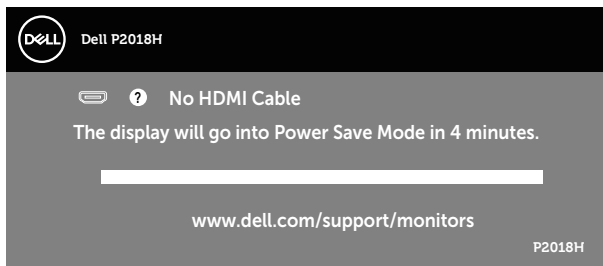 DELL Dell P2018H
? No HDMI Cable
The display will go into Power Save Mode in 4 minutes.
www.dell.com/support/monitors
P2018H